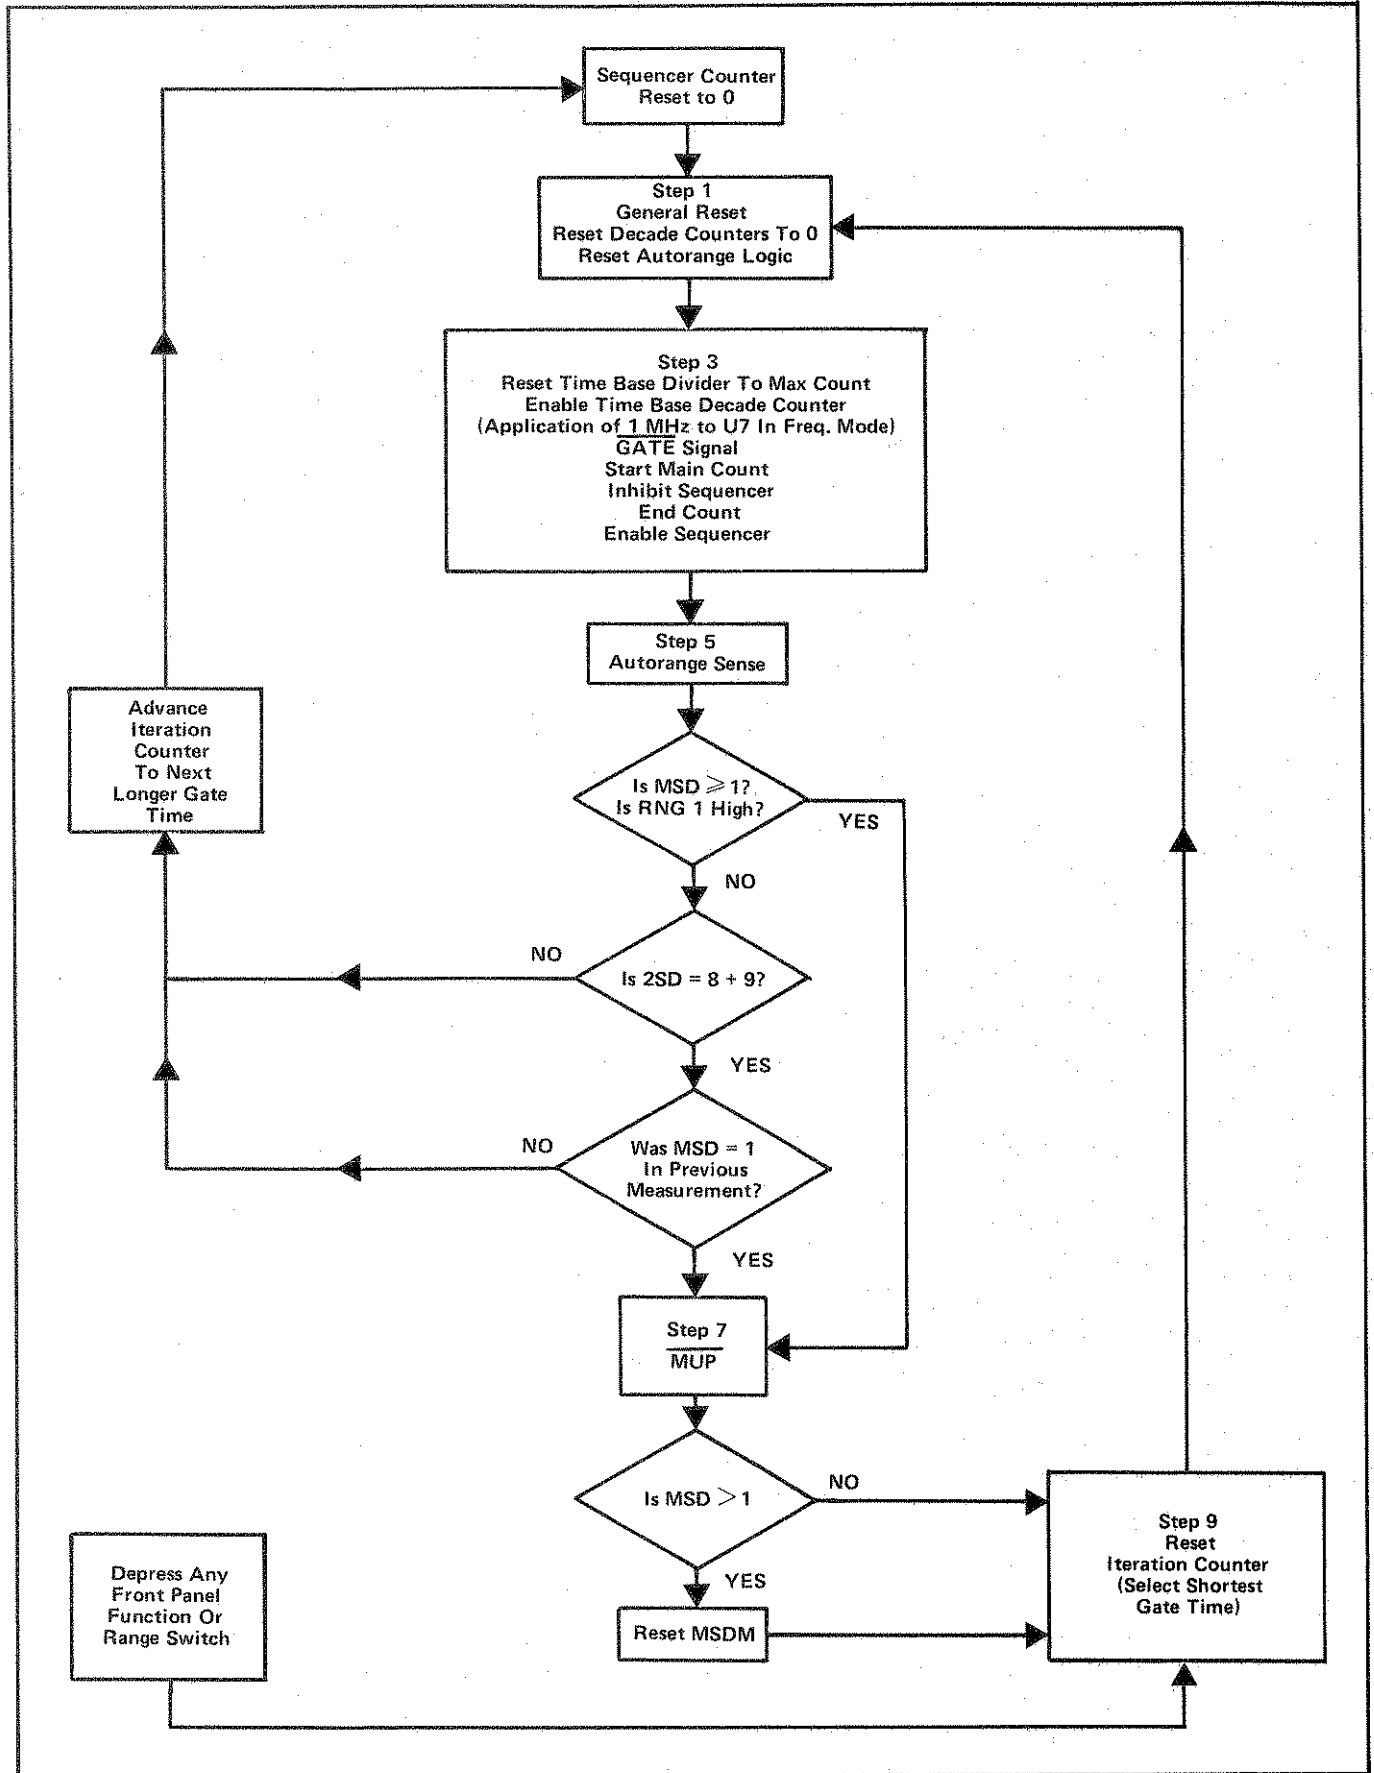 Sequencer Counter
Reset to 0
Step 1
General Reset
Reset Decade Counters To 0
Reset Autorange Logic
Step 3
Reset Time Base Divider To Max Count
Enable Time Base Decade Counter
(Application of 1 MHz to U7 In Freq. Mode)
GATE Signal
Start Main Count
Inhibit Sequencer
End Count
Enable Sequencer
Step 5
Autorange Sense
Advance
Iteration
Counter
To Next
Longer Gate
Time
Is MSD ⩾ 1?
Is RNG 1 High?
YES
NO
NO
Is 2SD = 8 + 9?
YES
NO
Was MSD = 1
In Previous
Measurement?
YES
Step 7
MUP
Is MSD > 1
NO
YES
Reset MSDM
Step 9
Reset
Iteration Counter
(Select Shortest
Gate Time)
Depress Any
Front Panel
Function Or
Range Switch